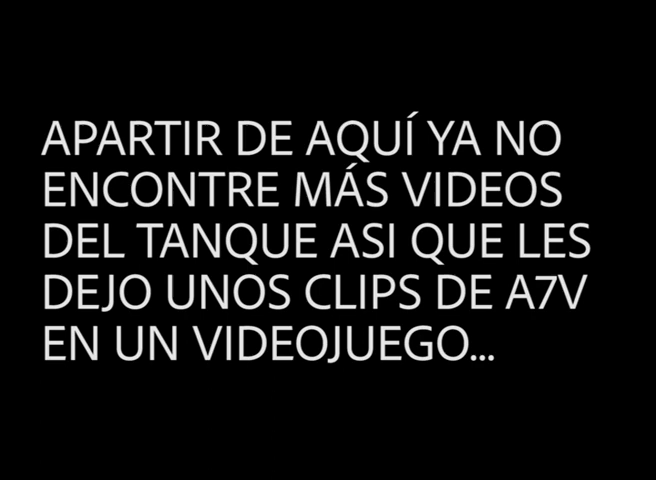 APARTIR DE AQUÍ YA NO
ENCONTRE MÁS VIDEOS
DEL TANQUE ASI QUE LES
DEJO UNOS CLIPS DE A7V
EN UN VIDEOJUEGO...